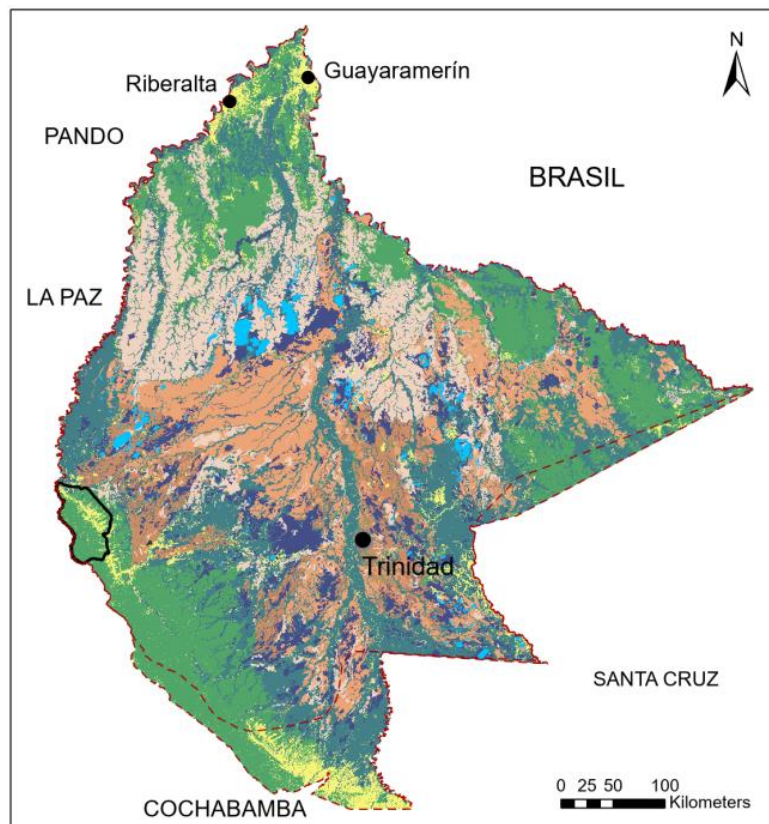 N
Riberalta
Guayaramerín
PANDO
BRASIL
LA PAZ
Trinidad
SANTA CRUZ
0 25 50 100
Kilometers
COCHABAMBA